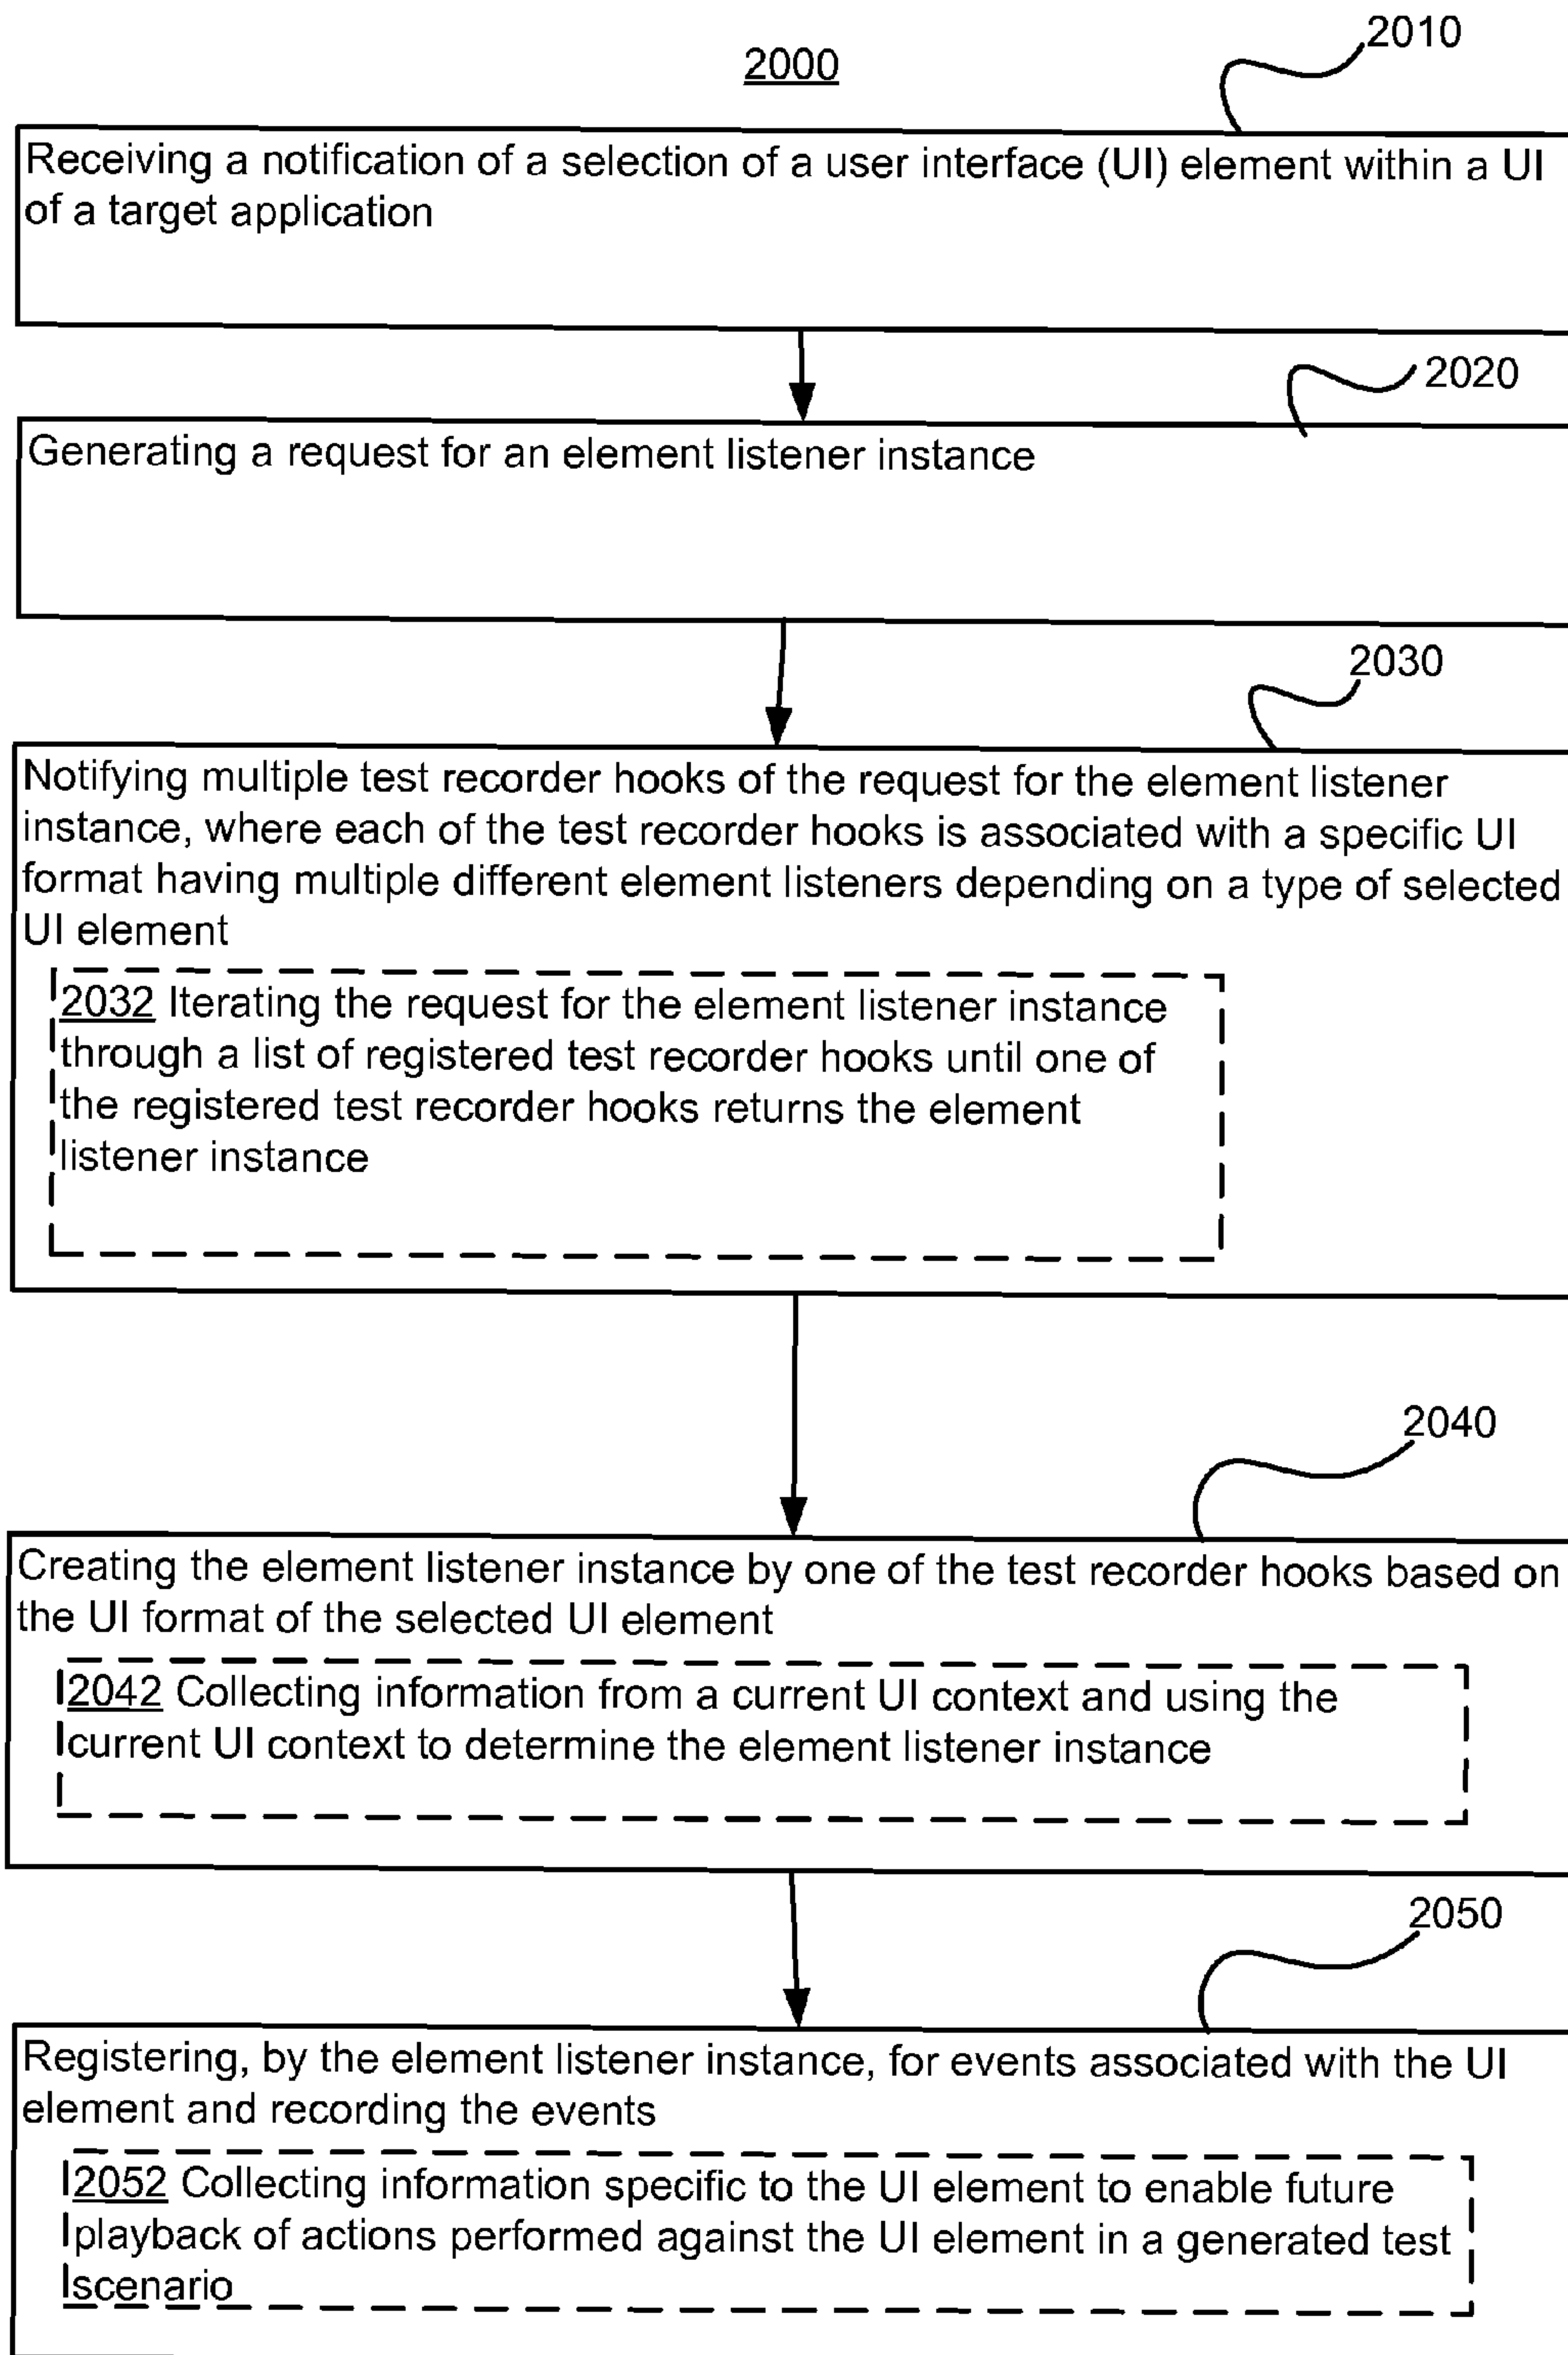 2010
2000
Receiving a notification of a selection of a user interface (UI) element within a UI
of a target application
2020
Generating a request for an element listener instance
2030
Notifying multiple test recorder hooks of the request for the element listener
instance, where each of the test recorder hooks is associated with a specific UI
format having multiple different element listeners depending on a type of selected
UI element
2032 Iterating the request for the element listener instance
through a list of registered test recorder hooks until one of
the registered test recorder hooks returns the element
listener instance
2040
Creating the element listener instance by one of the test recorder hooks based on
the UI format of the selected UI element
2042 Collecting information from a current UI context and using the
current UI context to determine the element listener instance
2050
Registering, by the element listener instance, for events associated with the UI
element and recording the events
2052 Collecting information specific to the UI element to enable future
playback of actions performed against the UI element in a generated test
scenario